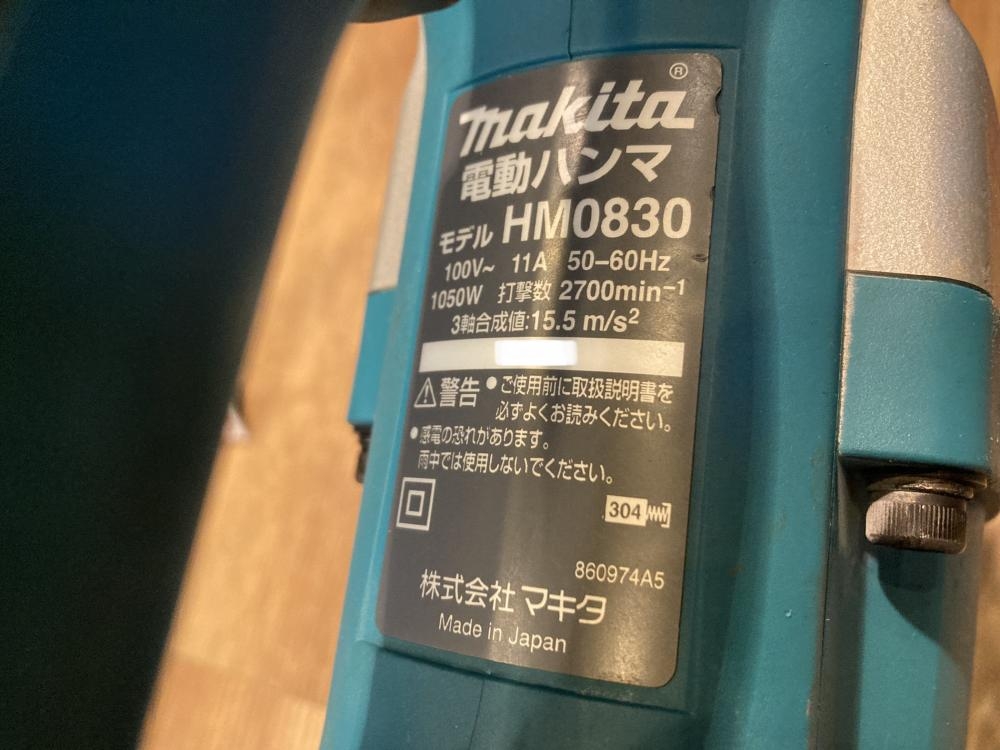 makita®
電動ハンマ
モデル HM0830
100V~ 11A 50-60Hz
1050W 打撃数 2700min⁻¹
3軸合成値:15.5 m/s²
⚠警告 ●ご使用前に取扱説明書を
必ずよくお読みください。
●感電の恐れがあります。
雨中では使用しないでください。
304
860974A5
株式会社 マキタ
Made in Japan